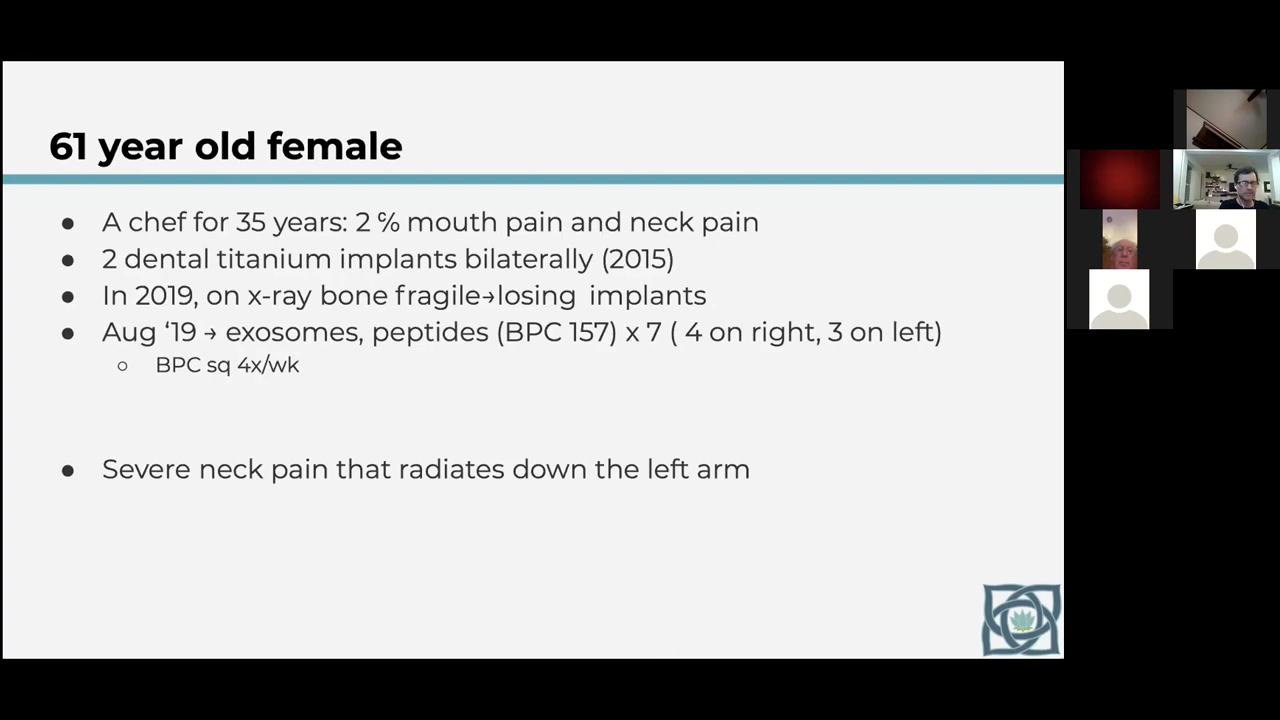 61 year old female
● A chef for 35 years: 2 ℅ mouth pain and neck pain
● 2 dental titanium implants bilaterally (2015)
● In 2019, on x-ray bone fragile→losing implants
● Aug ‘19 → exosomes, peptides (BPC 157) x 7 ( 4 on right, 3 on left)
○ BPC sq 4x/wk
● Severe neck pain that radiates down the left arm